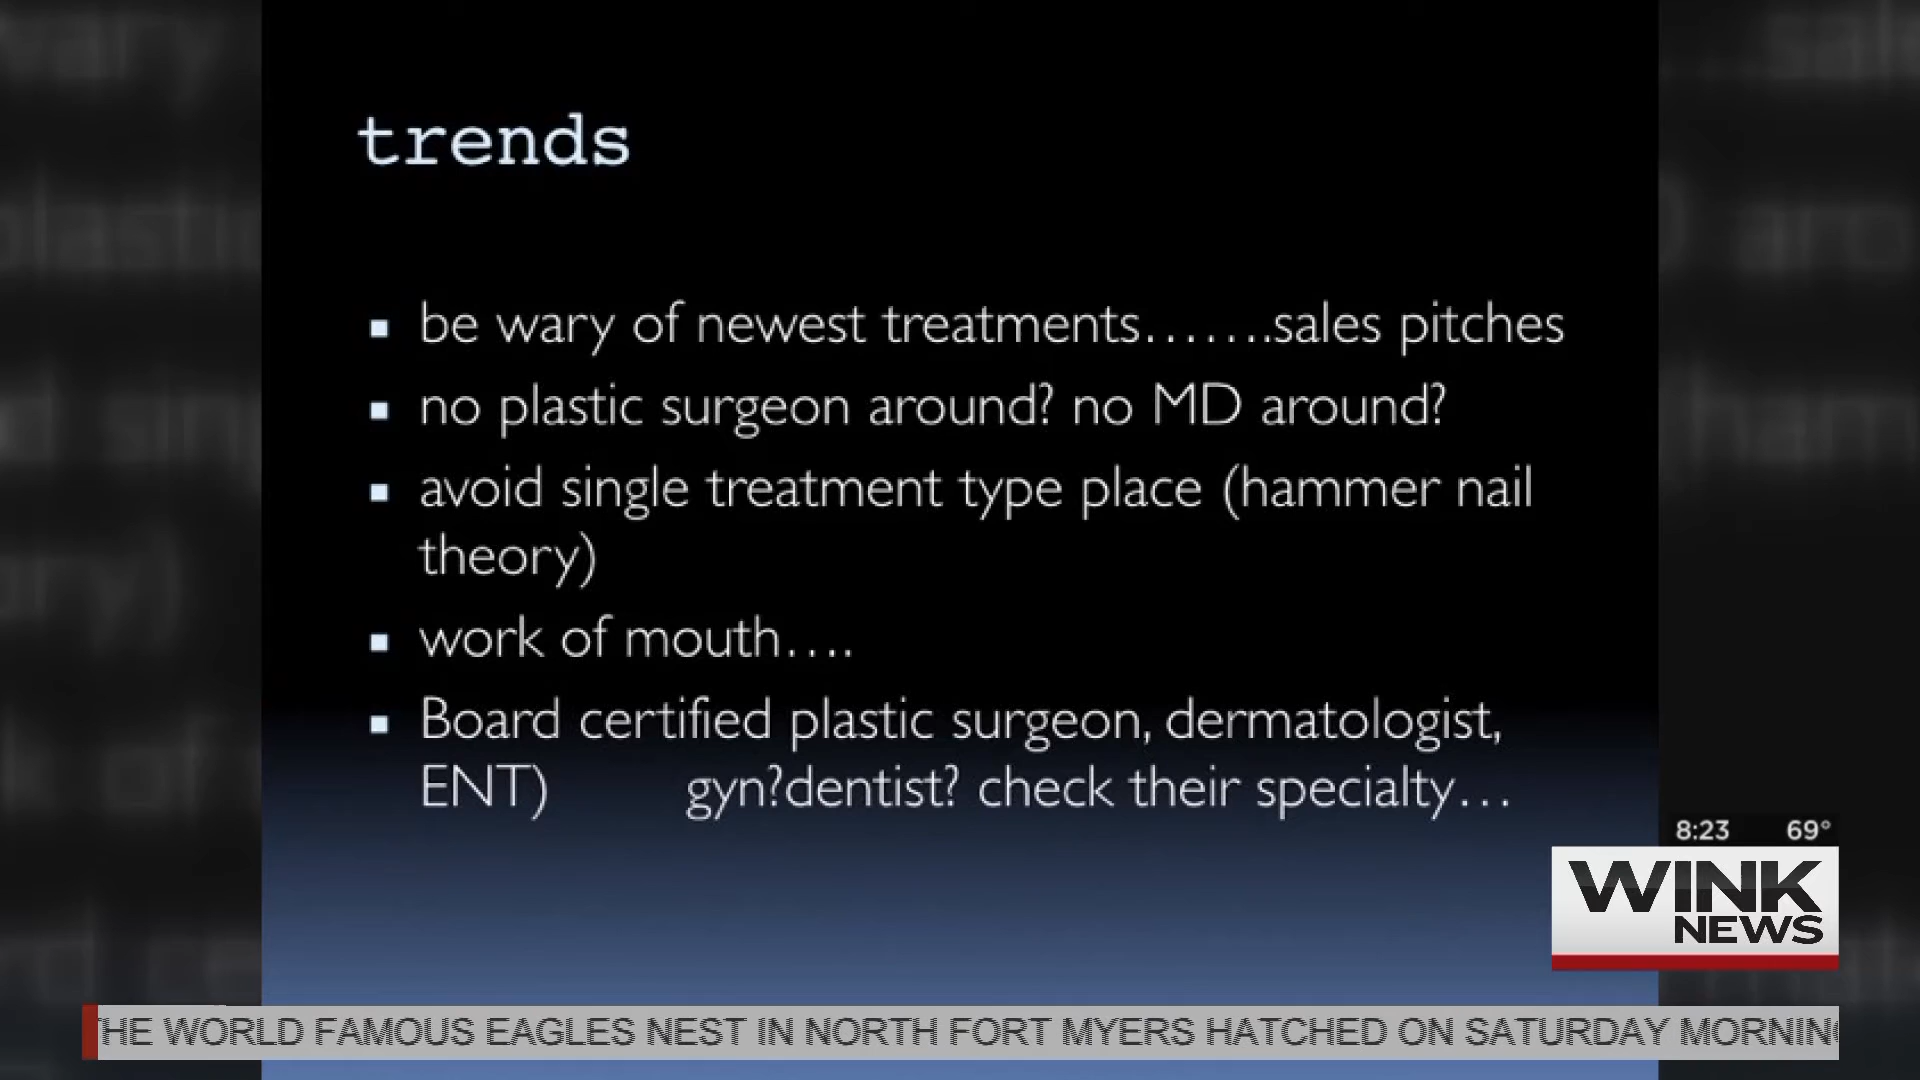 trends
be wary of newest treatments…….sales pitches
no plastic surgeon around? no MD around?
avoid single treatment type place (hammer nail
theory)
work of mouth….
Board certified plastic surgeon, dermatologist,
ENT) gyn?dentist? check their specialty…
8:23 69°
WINK
NEWS
THE WORLD FAMOUS EAGLES NEST IN NORTH FORT MYERS HATCHED ON SATURDAY MORNING